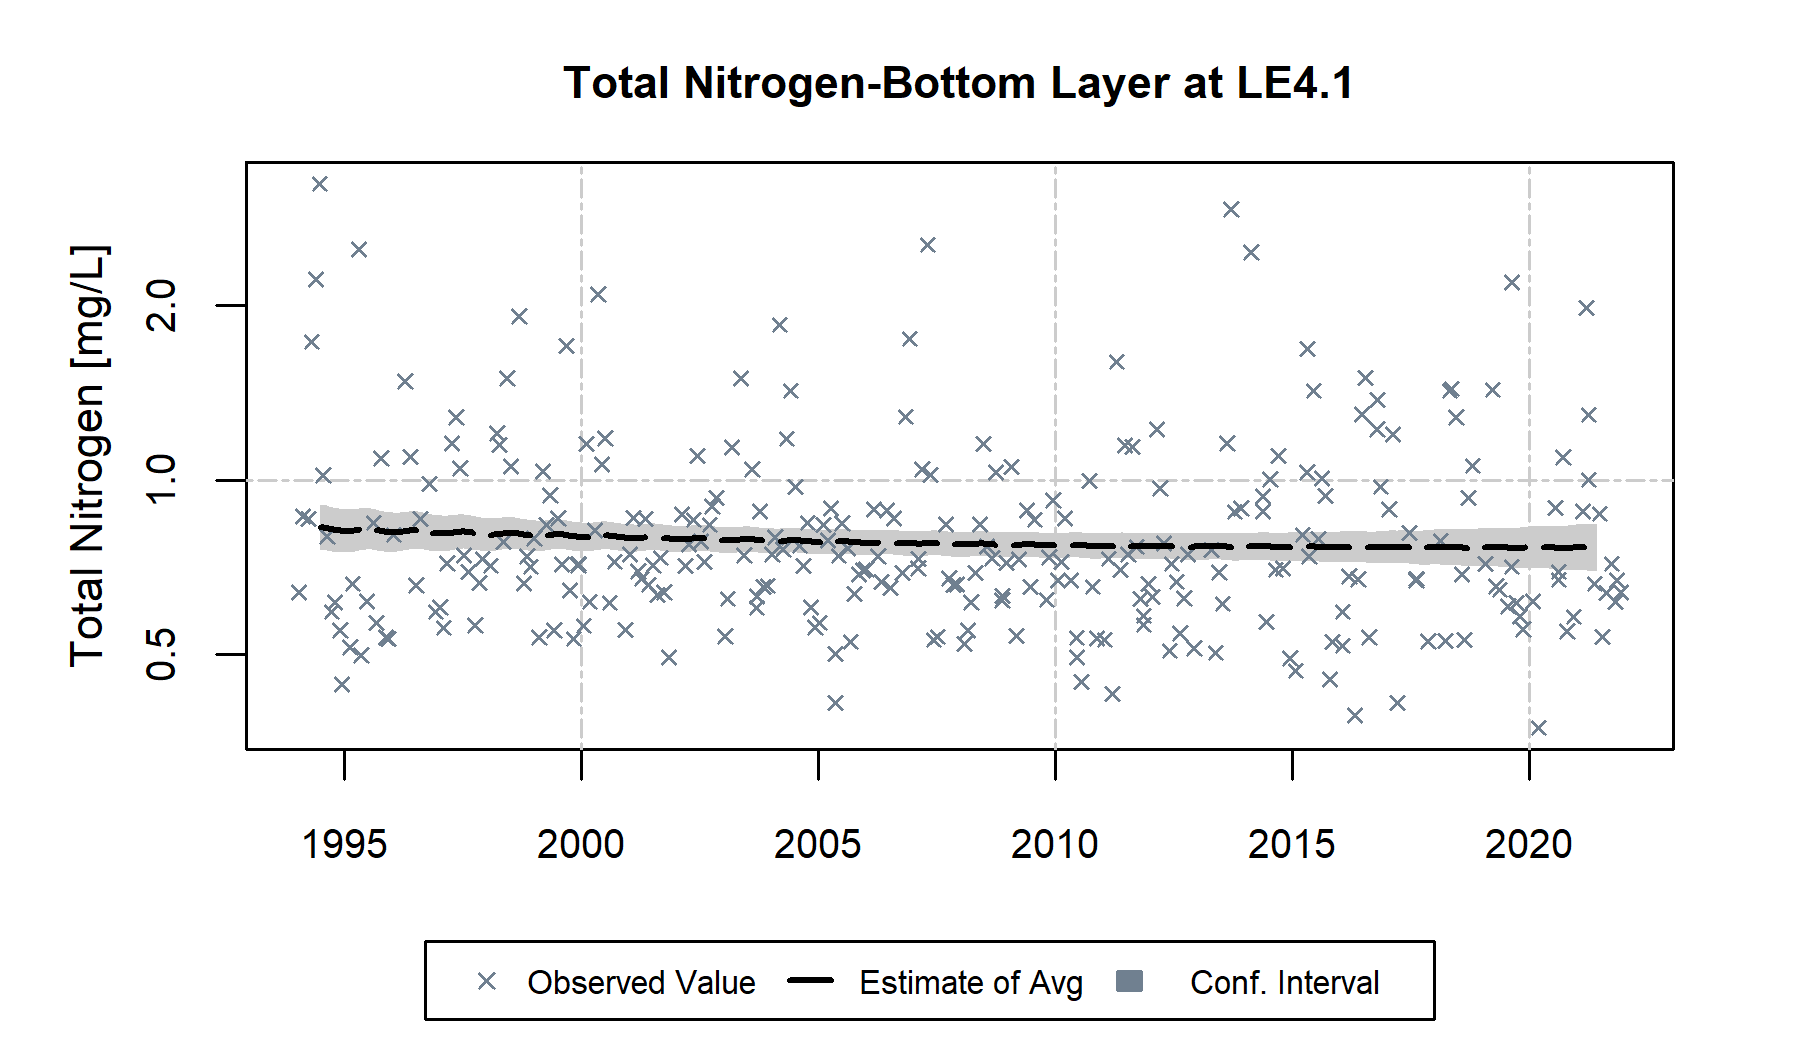 Total Nitrogen-Bottom Layer at LE4.1
Total Nitrogen [mg/L]
2.0
1.0
0.5
1995 2000 2005 2010 2015 2020
Observed Value Estimate of Avg Conf. Interval